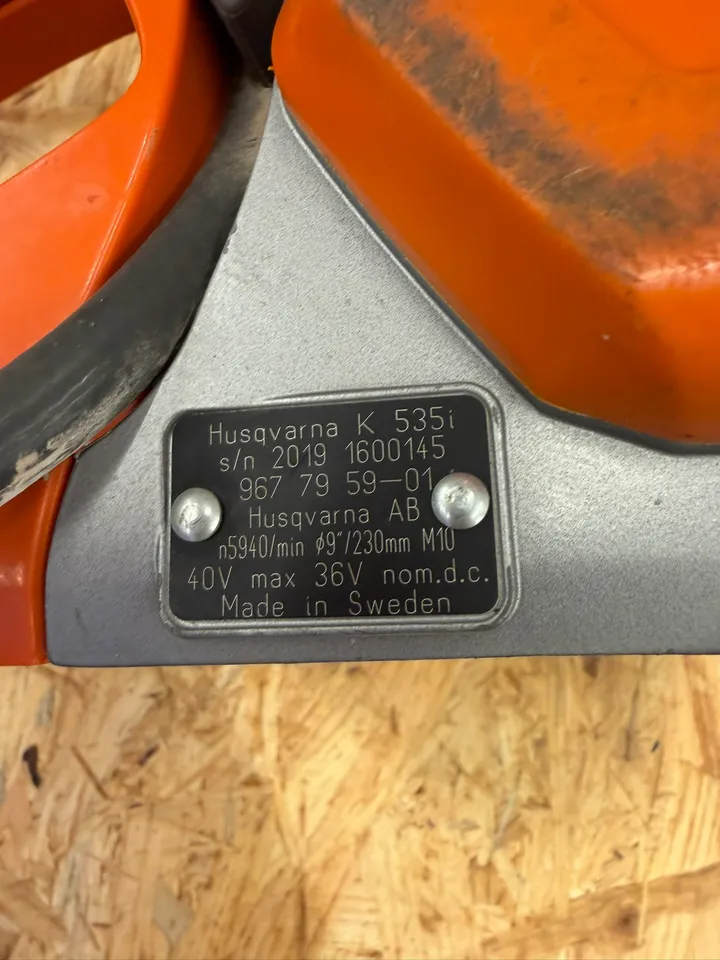 Husqvarna K 535i
s/n 2019 1600145
967 79 59-01
Husqvarna AB
n5940/min ø9"/230mm M10
40V max 36V nom.d.c.
Made in Sweden